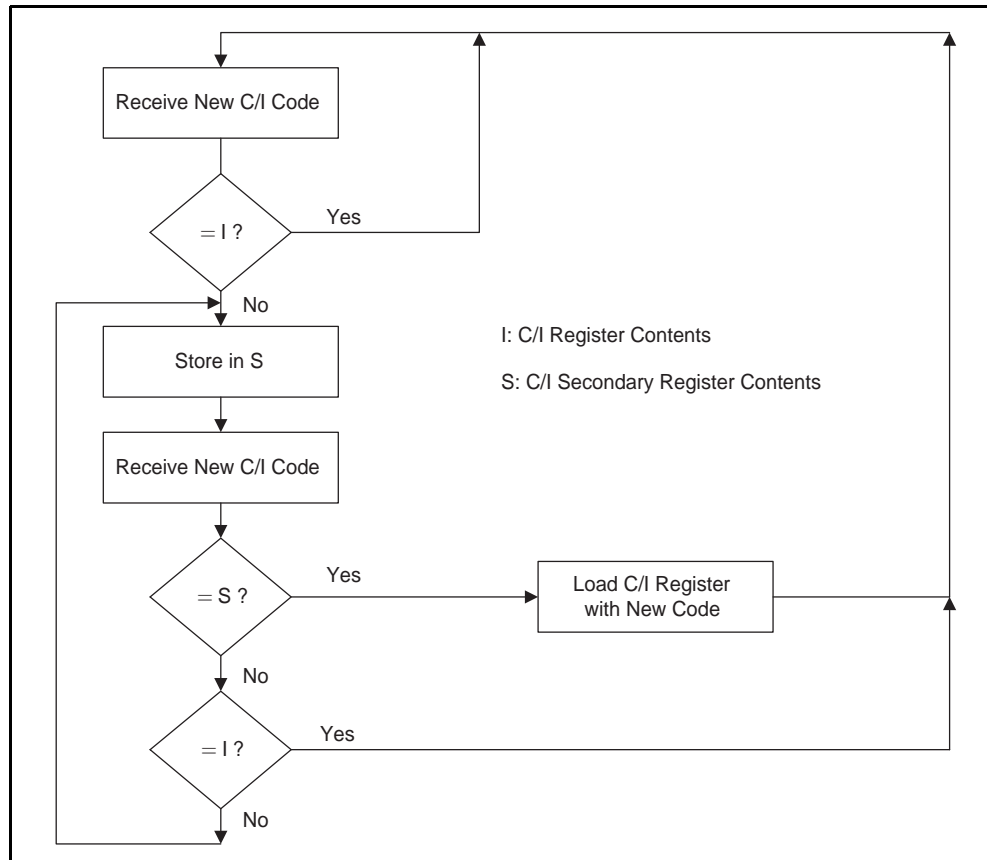 Receive New C/I Code
= I ?
Yes
No
Store in S
I: C/I Register Contents
S: C/I Secondary Register Contents
Receive New C/I Code
= S ?
Yes
Load C/I Register
with New Code
No
= I ?
Yes
No